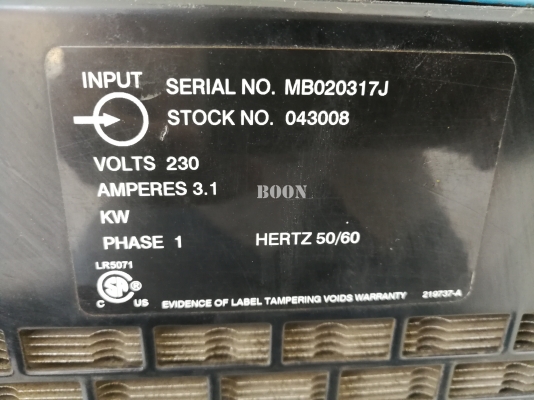 INPUT
SERIAL NO. MB020317J
STOCK NO. 043008
VOLTS 230
AMPERES 3.1
BOON
KW
PHASE 1 HERTZ 50/60
LR5071
C US
EVIDENCE OF LABEL TAMPERING VOIDS WARRANTY 219737-A